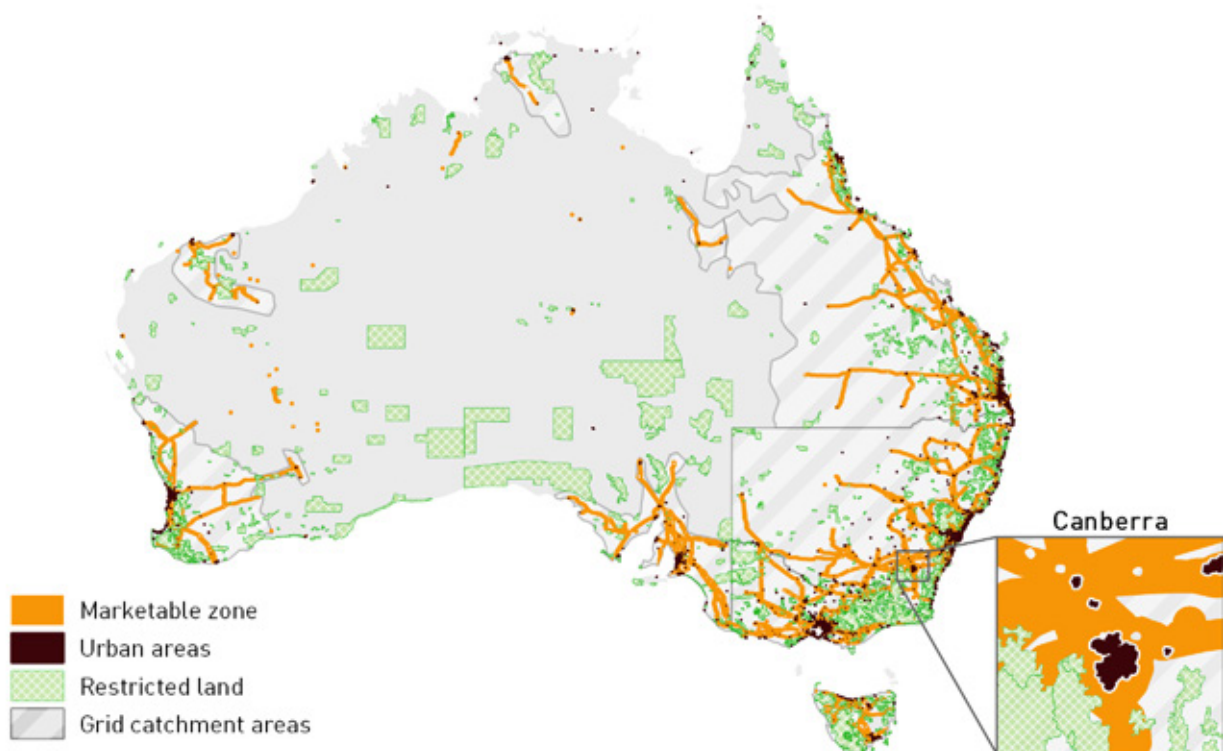 Canberra
Marketable zone
Urban areas
Restricted land
Grid catchment areas